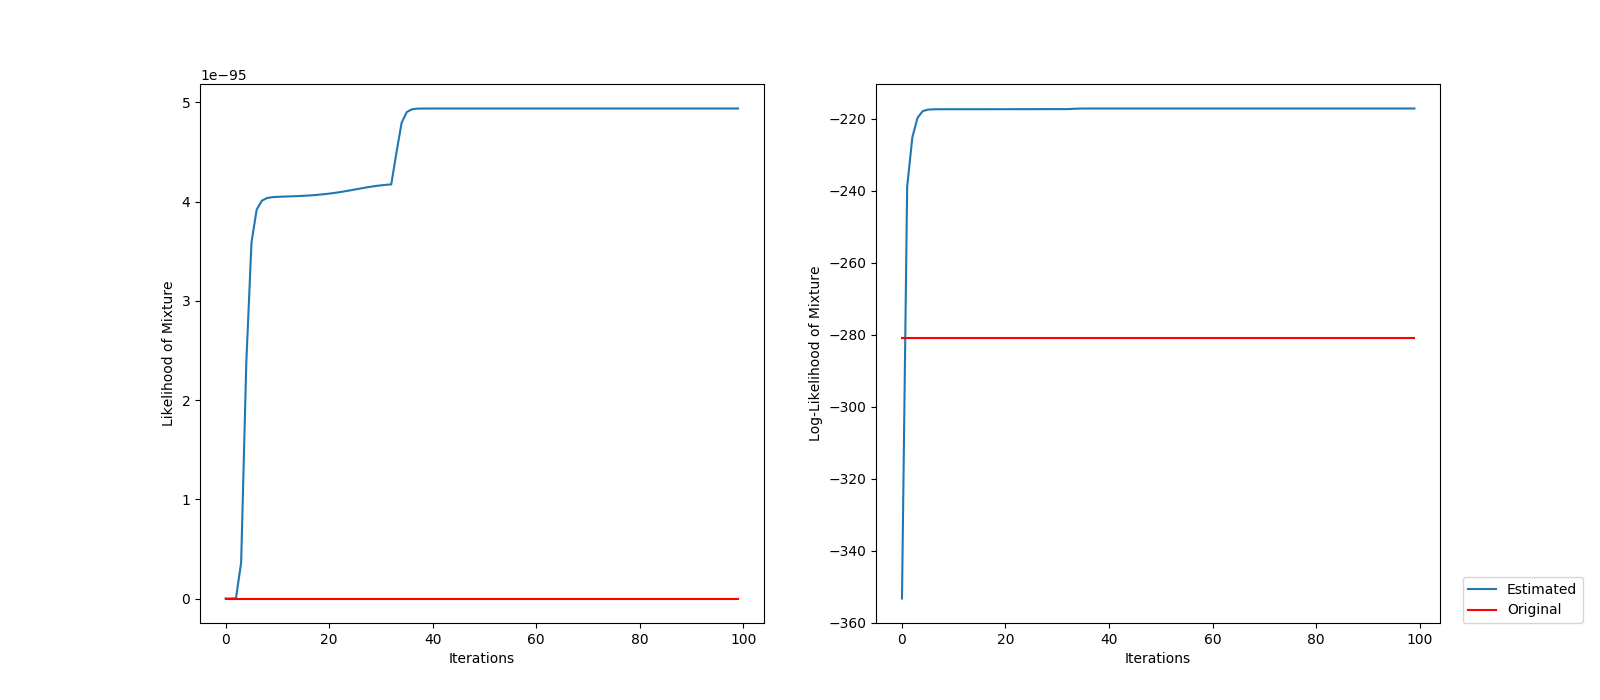 1e−95
5
4
3
2
1
0
Likelihood of Mixture
0 20 40 60 80 100
Iterations
−220
−240
−260
−280
−300
−320
−340
−360
Log-Likelihood of Mixture
0 20 40 60 80 100
Iterations
Estimated
Original